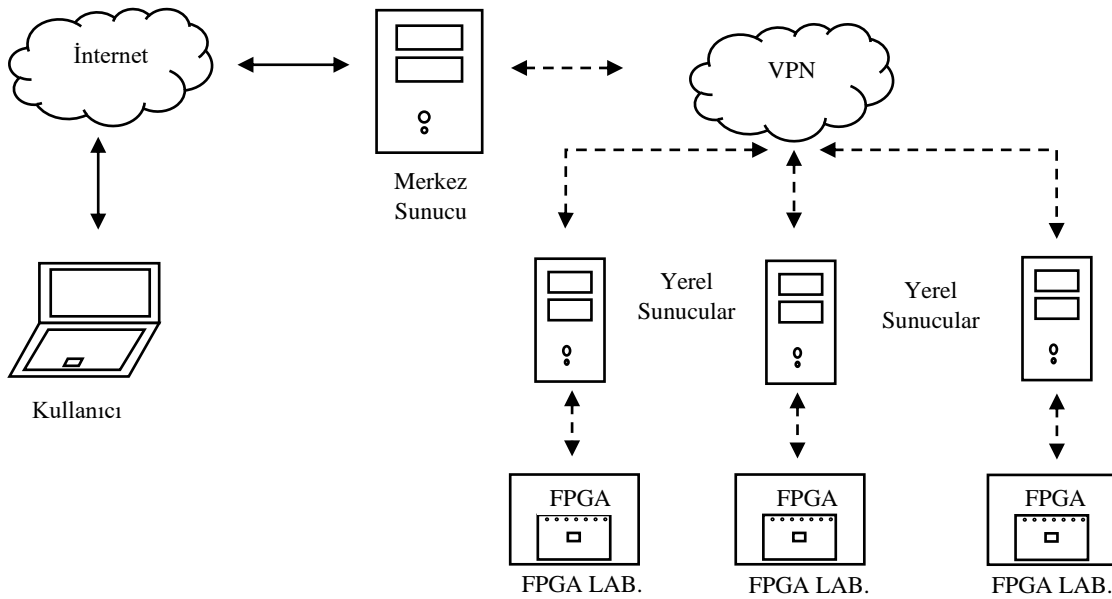 İnternet
VPN
Merkez
Sunucu
Yerel
Sunucular
Yerel
Sunucular
Kullanıcı
FPGA
FPGA
FPGA
FPGA LAB.
FPGA LAB.
FPGA LAB.